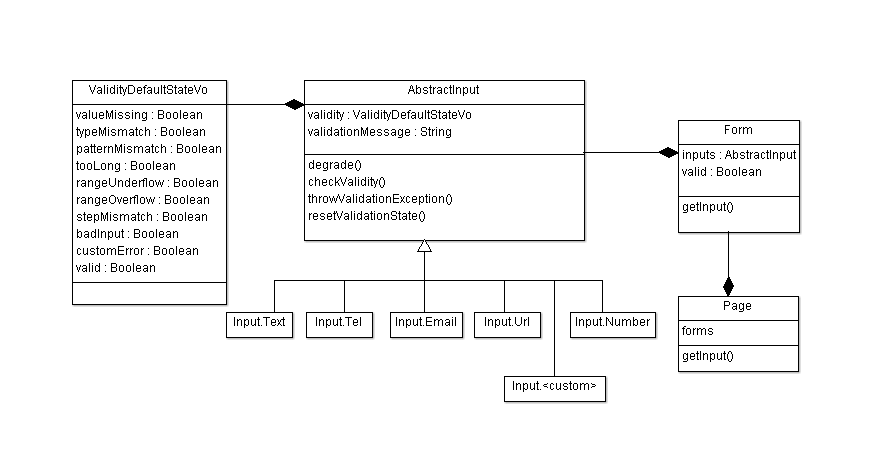 ValidityDefaultStateVo
valueMissing : Boolean
typeMismatch : Boolean
patternMismatch : Boolean
tooLong : Boolean
rangeUnderflow : Boolean
rangeOverflow : Boolean
stepMismatch : Boolean
badInput : Boolean
customError : Boolean
valid : Boolean
AbstractInput
validity : ValidityDefaultStateVo
validationMessage : String
degrade()
checkValidity()
throwValidationException()
resetValidationState()
Form
inputs : AbstractInput
valid : Boolean
getInput()
Page
forms
getInput()
Input.Text
Input.Tel
Input.Email
Input.Url
Input.Number
Input.<custom>